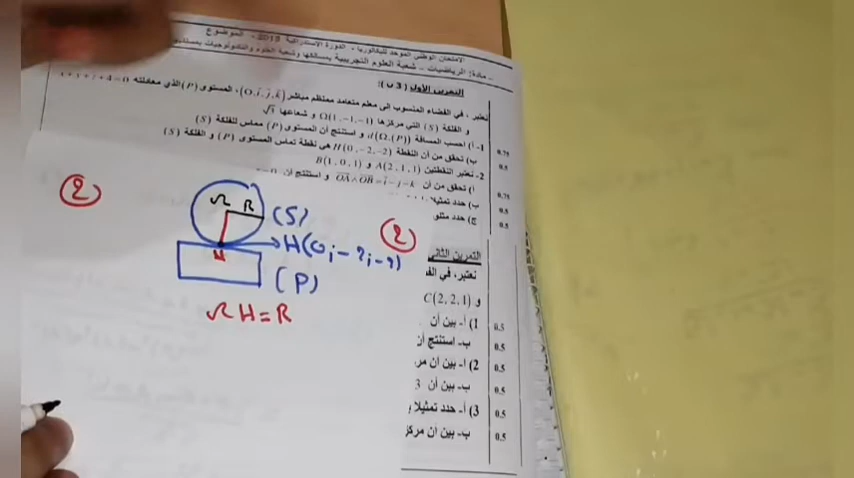 الامتحان الوطني الموحد للبكالوريا - الدورة الاستدراكية 2015 - الموضوع
- مادة: الرياضيات - شعبة العلوم التجريبية بمسالكها وشعبة العلوم والتكنولوجيات
التمرين الأول (3 ن):
نعتبر، في الفضاء المنسوب الى معلم متعامد ممنظم مباشر (O,i,j,k)، المستوى (P) الذي معادلته
و الفلكة (S) التي مركزها Ω(1,-1,-1) و شعاعها √3
0.75 1-أ) احسب المسافة d(Ω,(P)) و استنتج أن المستوى (P) مماس للفلكة (S)
0.5 ب) تحقق من أن النقطة H(0,-2,-2) هي نقطة تماس المستوى (P) و الفلكة (S)
2- نعتبر النقطتين A(2,1,1) و B(1,0,1)
0.75 أ) تحقق من أن OA∧OB=i-j-k و استنتج أن
0.5 ب) حدد تمثيلا
0.5 ج) حدد مثلو
2
Ω R (S)
H H(0;-2;-2)
(P)
ΩH=R
2
التمرين الثاني
نعتبر، في الف
و C(2,2,1)
0.5 1) أ- بين أن
0.5 ب- استنتج أن
0.5 2) أ- بين أن مر
0.5 ب- بين أن 3
0.5 3) أ- حدد تمثيلا
0.5 ب- بين أن مركز